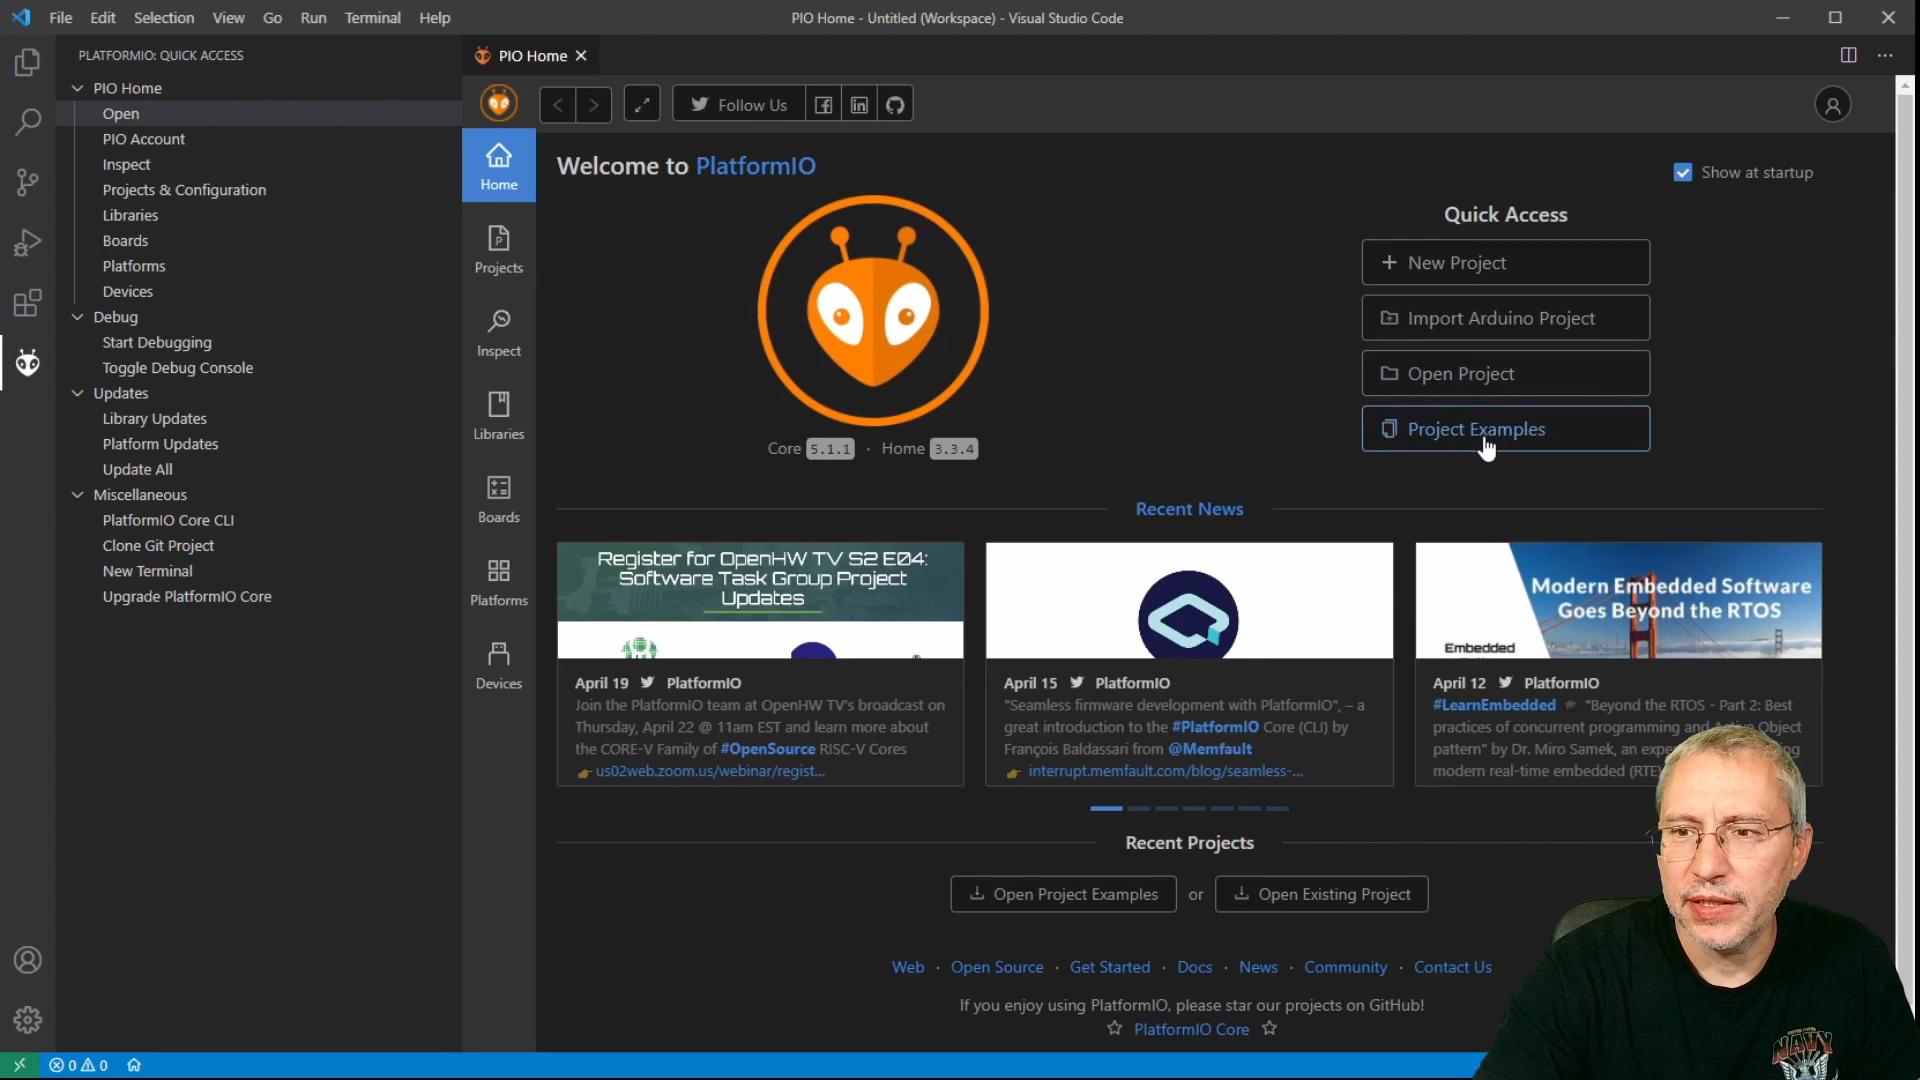 File Edit Selection View Go Run Terminal Help
PIO Home - Untitled (Workspace) - Visual Studio Code
PLATFORMIO: QUICK ACCESS
PIO Home
Open
PIO Account
Inspect
Projects & Configuration
Libraries
Boards
Platforms
Devices
Debug
Start Debugging
Toggle Debug Console
Updates
Library Updates
Platform Updates
Update All
Miscellaneous
PlatformIO Core CLI
Clone Git Project
New Terminal
Upgrade PlatformIO Core
PIO Home
Follow Us
Home
Projects
Inspect
Libraries
Boards
Platforms
Devices
Welcome to PlatformIO
Show at startup
Core 5.1.1 · Home 3.3.4
Quick Access
New Project
Import Arduino Project
Open Project
Project Examples
Recent News
Register for OpenHW TV S2 E04:
Software Task Group Project
Updates
April 19 PlatformIO
Join the PlatformIO team at OpenHW TV's broadcast on
Thursday, April 22 @ 11am EST and learn more about
the CORE-V Family of #OpenSource RISC-V Cores
us02web.zoom.us/webinar/regist...
April 15 PlatformIO
"Seamless firmware development with PlatformIO", – a
great introduction to the #PlatformIO Core (CLI) by
François Baldassari from @Memfault
interrupt.memfault.com/blog/seamless-...
Modern Embedded Software
Goes Beyond the RTOS
Embedded
April 12 PlatformIO
#LearnEmbedded "Beyond the RTOS - Part 2: Best
practices of concurrent programming and Active Object
pattern" by Dr. Miro Samek, an
modern real-time embedded (RTE)
Recent Projects
Open Project Examples or Open Existing Project
Web · Open Source · Get Started · Docs · News · Community · Contact Us
If you enjoy using PlatformIO, please star our projects on GitHub!
PlatformIO Core
0 0
NAVY